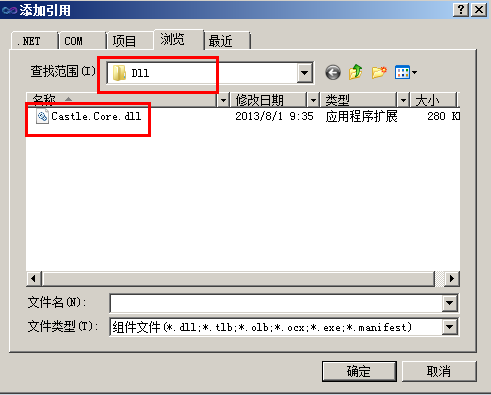 添加引用
.NET COM 项目 浏览 最近
查找范围(I) Dll
名称 修改日期 类型 大小
Castle.Core.dll 2013/8/1 9:35 应用程序扩展 280 K
文件名(N):
文件类型(T): 组件文件(*.dll;*.tlb;*.olb;*.ocx;*.exe;*.manifest)
确定 取消